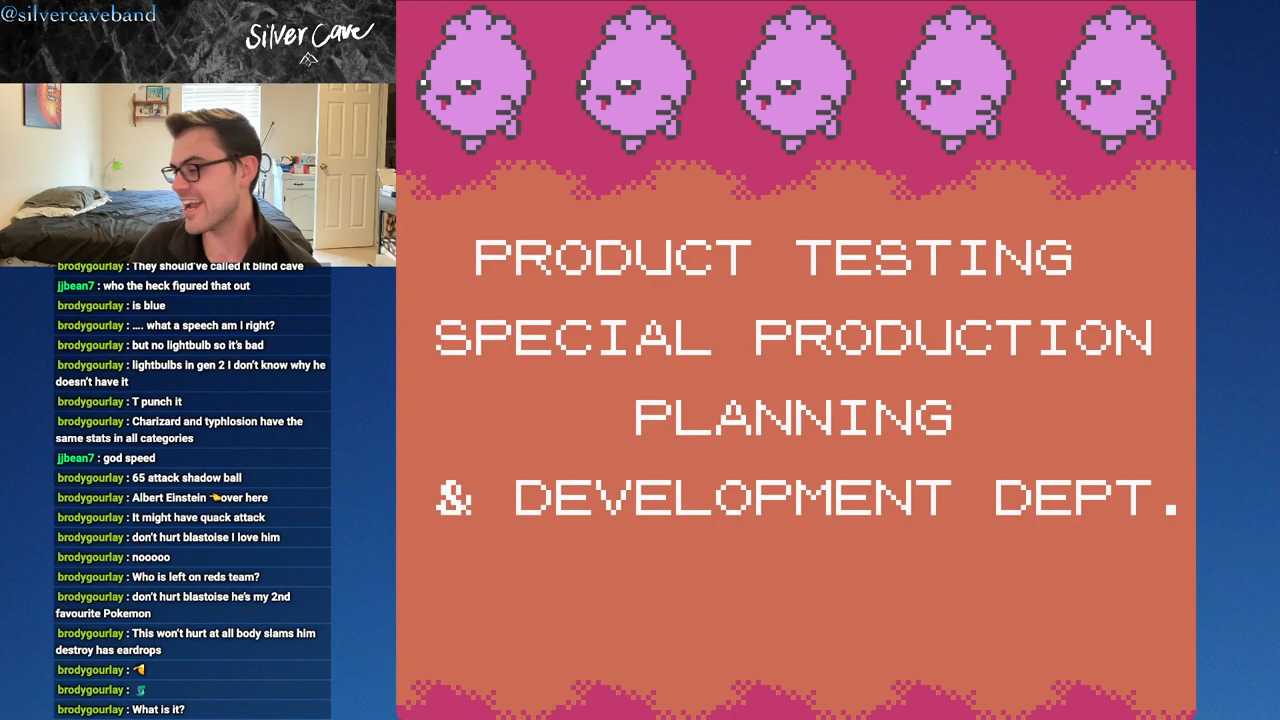 @silvercaveband
Silver Cave
brodygourlay : They should've called it blind cave
jjbean7 : who the heck figured that out
brodygourlay : is blue
brodygourlay : .... what a speech am I right?
brodygourlay : but no lightbulb so it's bad
brodygourlay : lightbulbs in gen 2 I don't know why he
doesn't have it
brodygourlay : T punch it
brodygourlay : Charizard and typhlosion have the
same stats in all categories
jjbean7 : god speed
brodygourlay : 65 attack shadow ball
brodygourlay : Albert Einstein 👈over here
brodygourlay : It might have quack attack
brodygourlay : don't hurt blastoise I love him
brodygourlay : nooooo
brodygourlay : Who is left on reds team?
brodygourlay : don't hurt blastoise he's my 2nd
favourite Pokemon
brodygourlay : This won't hurt at all body slams him
destroy has eardrops
brodygourlay :
brodygourlay :
brodygourlay : What is it?
PRODUCT TESTING
SPECIAL PRODUCTION
PLANNING
& DEVELOPMENT DEPT.